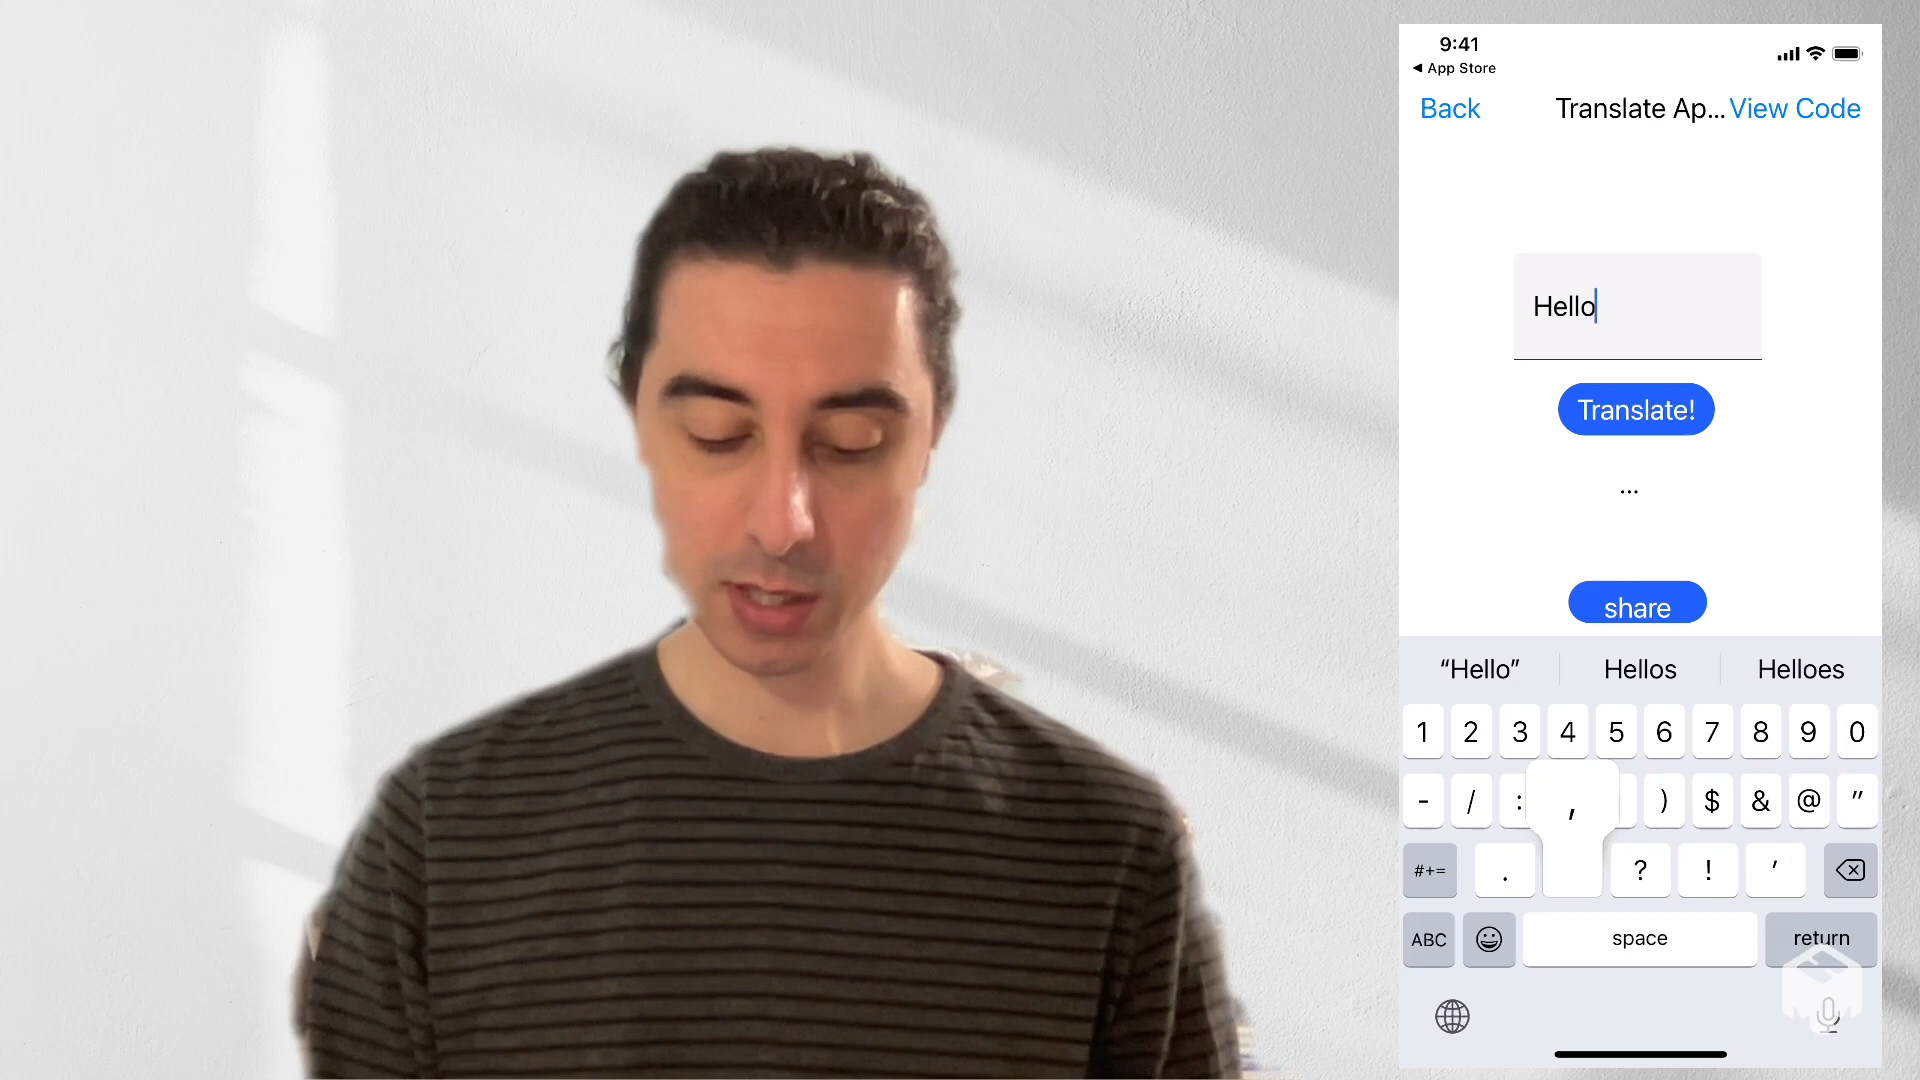 9:41
◀ App Store
Back Translate Ap... View Code
Hello
Translate!
...
share
“Hello” Hellos Helloes
1 2 3 4 5 6 7 8 9 0
- / : , ) $ & @ "
#+= . ? ! '
ABC space return